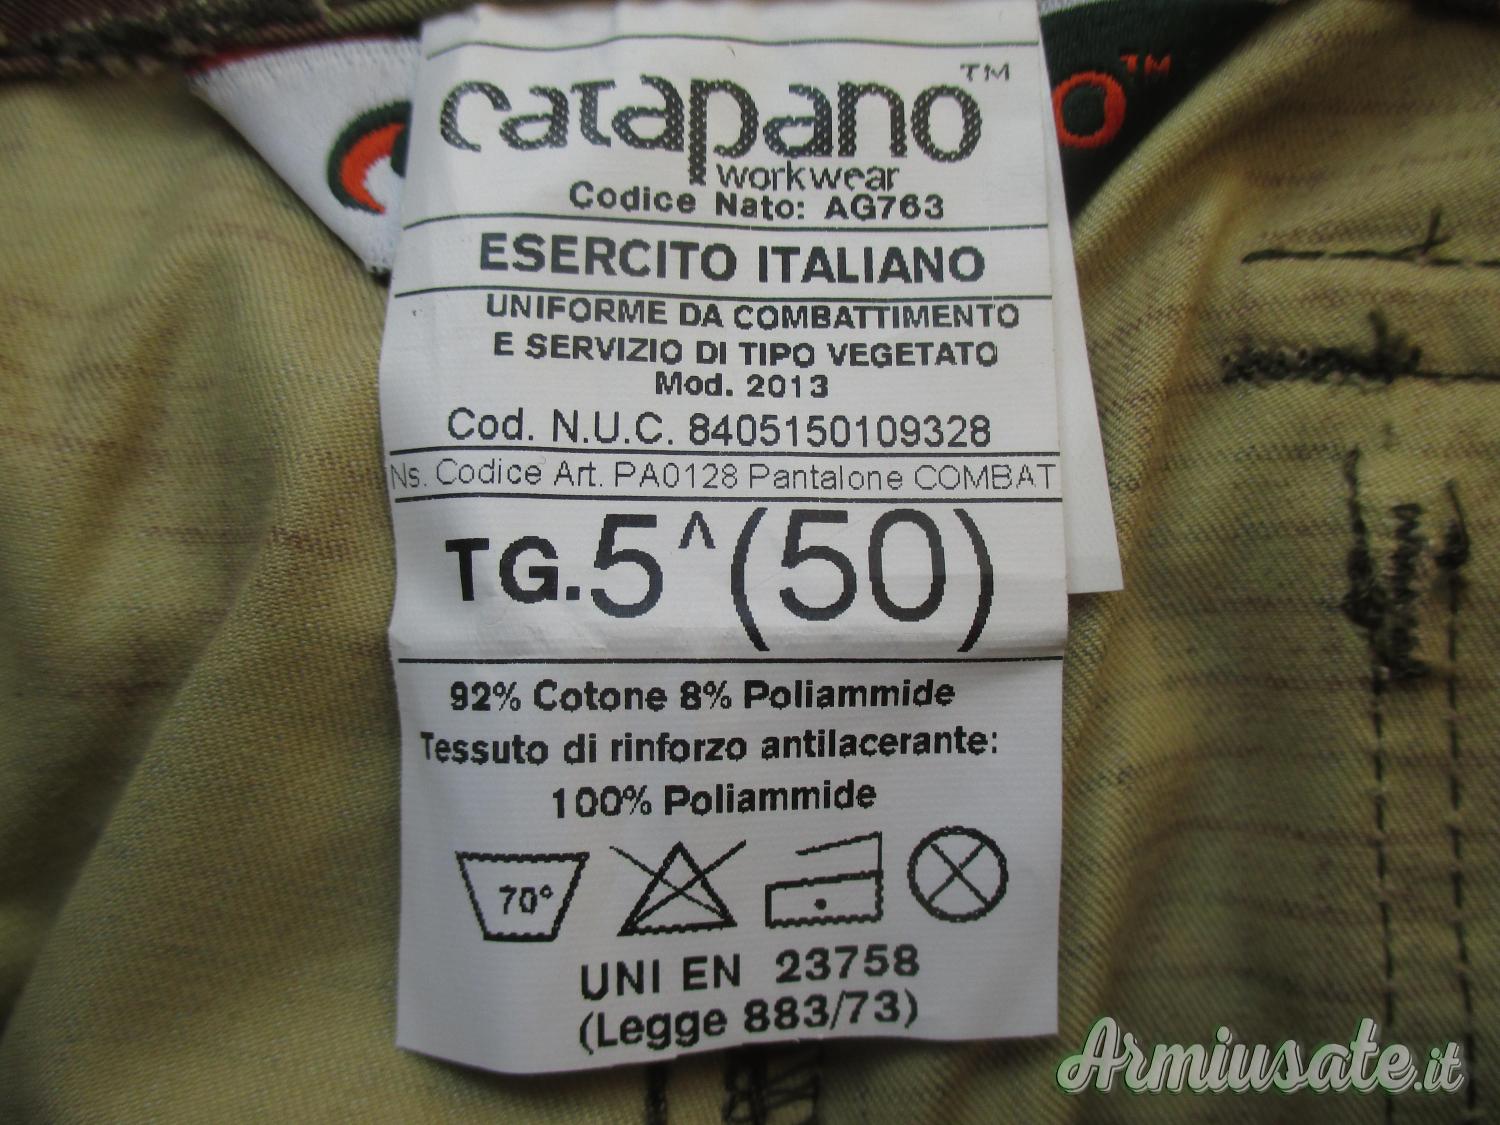 catapano™
workwear
Codice Nato: AG763
ESERCITO ITALIANO
UNIFORME DA COMBATTIMENTO
E SERVIZIO DI TIPO VEGETATO
Mod. 2013
Cod. N.U.C. 8405150109328
Ns. Codice Art. PA0128 Pantalone COMBAT
TG.5^(50)
92% Cotone 8% Poliammide
Tessuto di rinforzo antilacerante:
100% Poliammide
70°
UNI EN 23758
(Legge 883/73)
O™
Armiusate.it